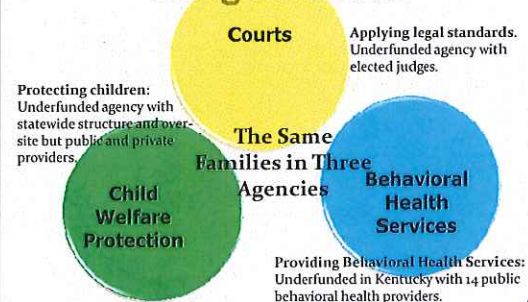 Courts
Applying legal standards.
Underfunded agency with
elected judges.
Protecting children:
Underfunded agency with
statewide structure and over-
site but public and private
providers.
The Same
Families in Three
Agencies
Child
Welfare
Protection
Behavioral
Health
Services
Providing Behavioral Health Services:
Underfunded in Kentucky with 14 public
behavioral health providers.